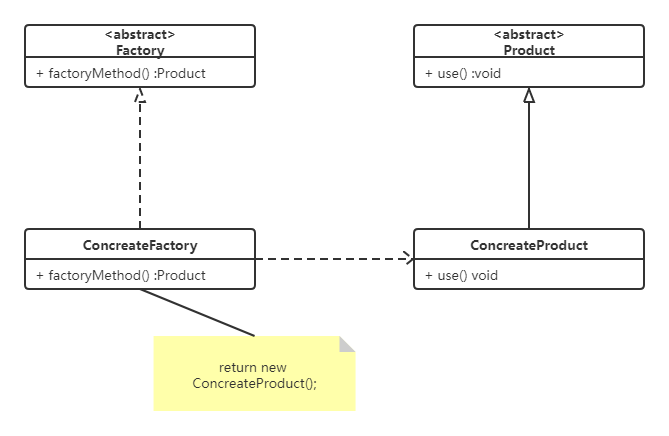 <abstract>
Factory
+ factoryMethod() :Product
<abstract>
Product
+ use() :void
ConcreateFactory
+ factoryMethod() :Product
ConcreateProduct
+ use() void
return new
ConcreateProduct();